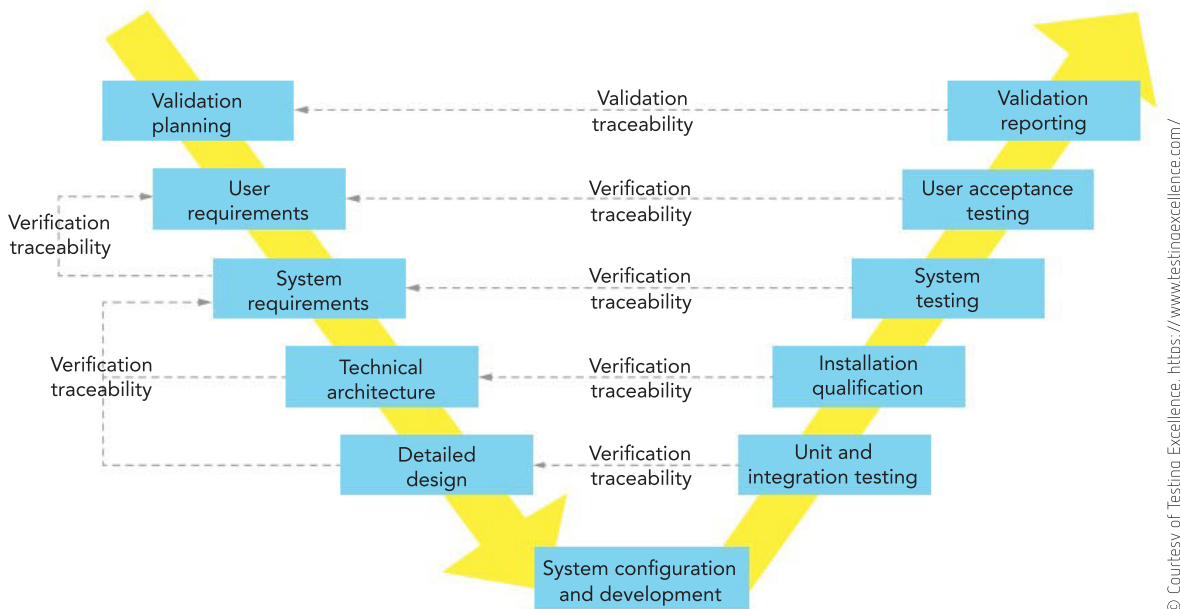 Validation
planning
Validation
traceability
Validation
reporting
User
requirements
Verification
traceability
User acceptance
testing
Verification
traceability
System
requirements
Verification
traceability
System
testing
Verification
traceability
Technical
architecture
Verification
traceability
Installation
qualification
Detailed
design
Verification
traceability
Unit and
integration testing
System configuration
and development
© Courtesy of Testing Excellence, https://www.testingexcellence.com/